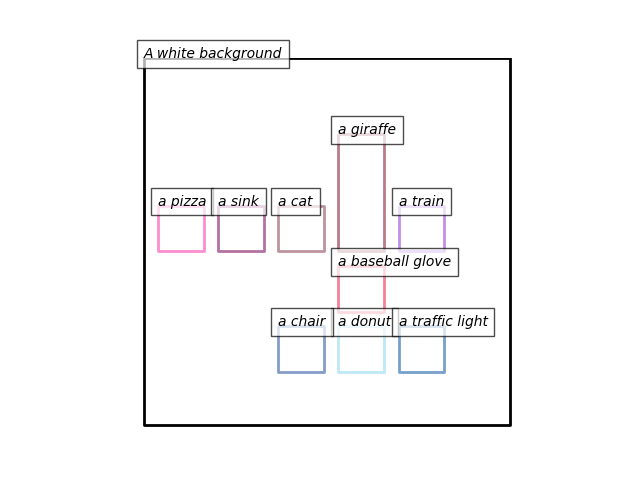 A white background
a giraffe
a pizza
a sink
a cat
a train
a baseball glove
a chair
a donut
a traffic light